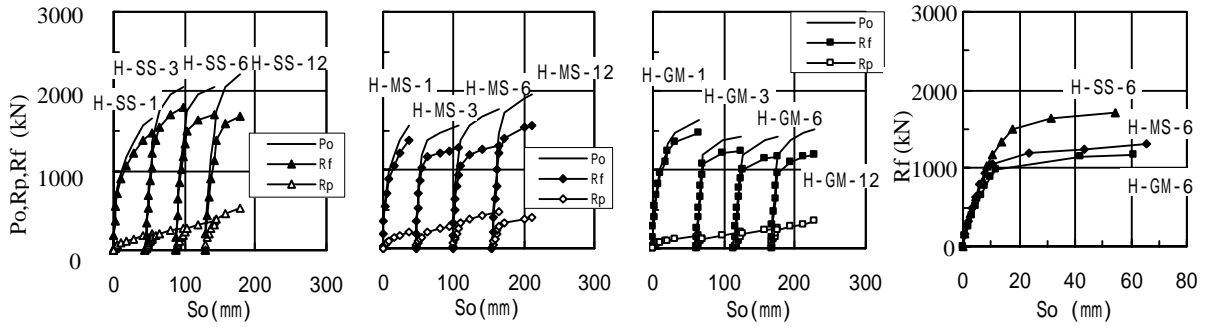 Po,Rp,Rf (kN)
3000
2000
1000
0
H-SS-3
H-SS-6
H-SS-12
H-SS-1
Po
Rf
Rp
0 100 200 300
So(mm)
H-MS-12
H-MS-1
H-MS-6
H-MS-3
Po
Rf
Rp
0 100 200 300
So(mm)
Po
Rf
Rp
H-GM-1
H-GM-3
H-GM-6
H-GM-12
0 100 200 300
So(mm)
Rf(kN)
3000
2000
1000
0
H-SS-6
H-MS-6
H-GM-6
0 20 40 60 80
So (mm)